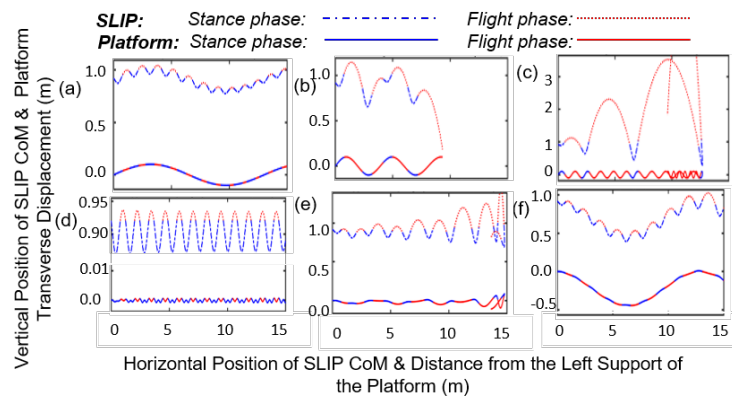 SLIP: Stance phase: Flight phase:
Platform: Stance phase: Flight phase:
Vertical Position of SLIP CoM & Platform
Transverse Displacement (m)
(a)
1.0
0.5
0.0
(b)
1.0
0.5
0.0
(c)
3
2
1
0
(d)
0.95
0.90
0.01
0.0
0 5 10 15
(e)
1.0
0.5
0.0
0 5 10 15
(f)
1.0
0.5
0.0
-0.5
0 5 10 15
Horizontal Position of SLIP CoM & Distance from the Left Support of
the Platform (m)